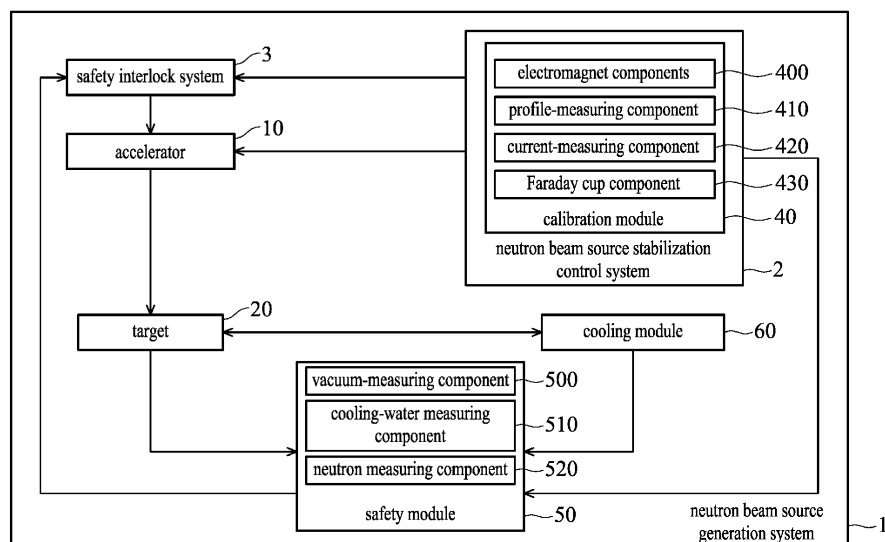 3
safety interlock system
10
accelerator
electromagnet components
400
profile-measuring component
410
current-measuring component
420
Faraday cup component
430
calibration module
40
neutron beam source stabilization
control system
2
20
target
cooling module
60
vacuum-measuring component
500
cooling-water measuring
component
510
neutron measuring component
520
safety module
50
neutron beam source
generation system
1